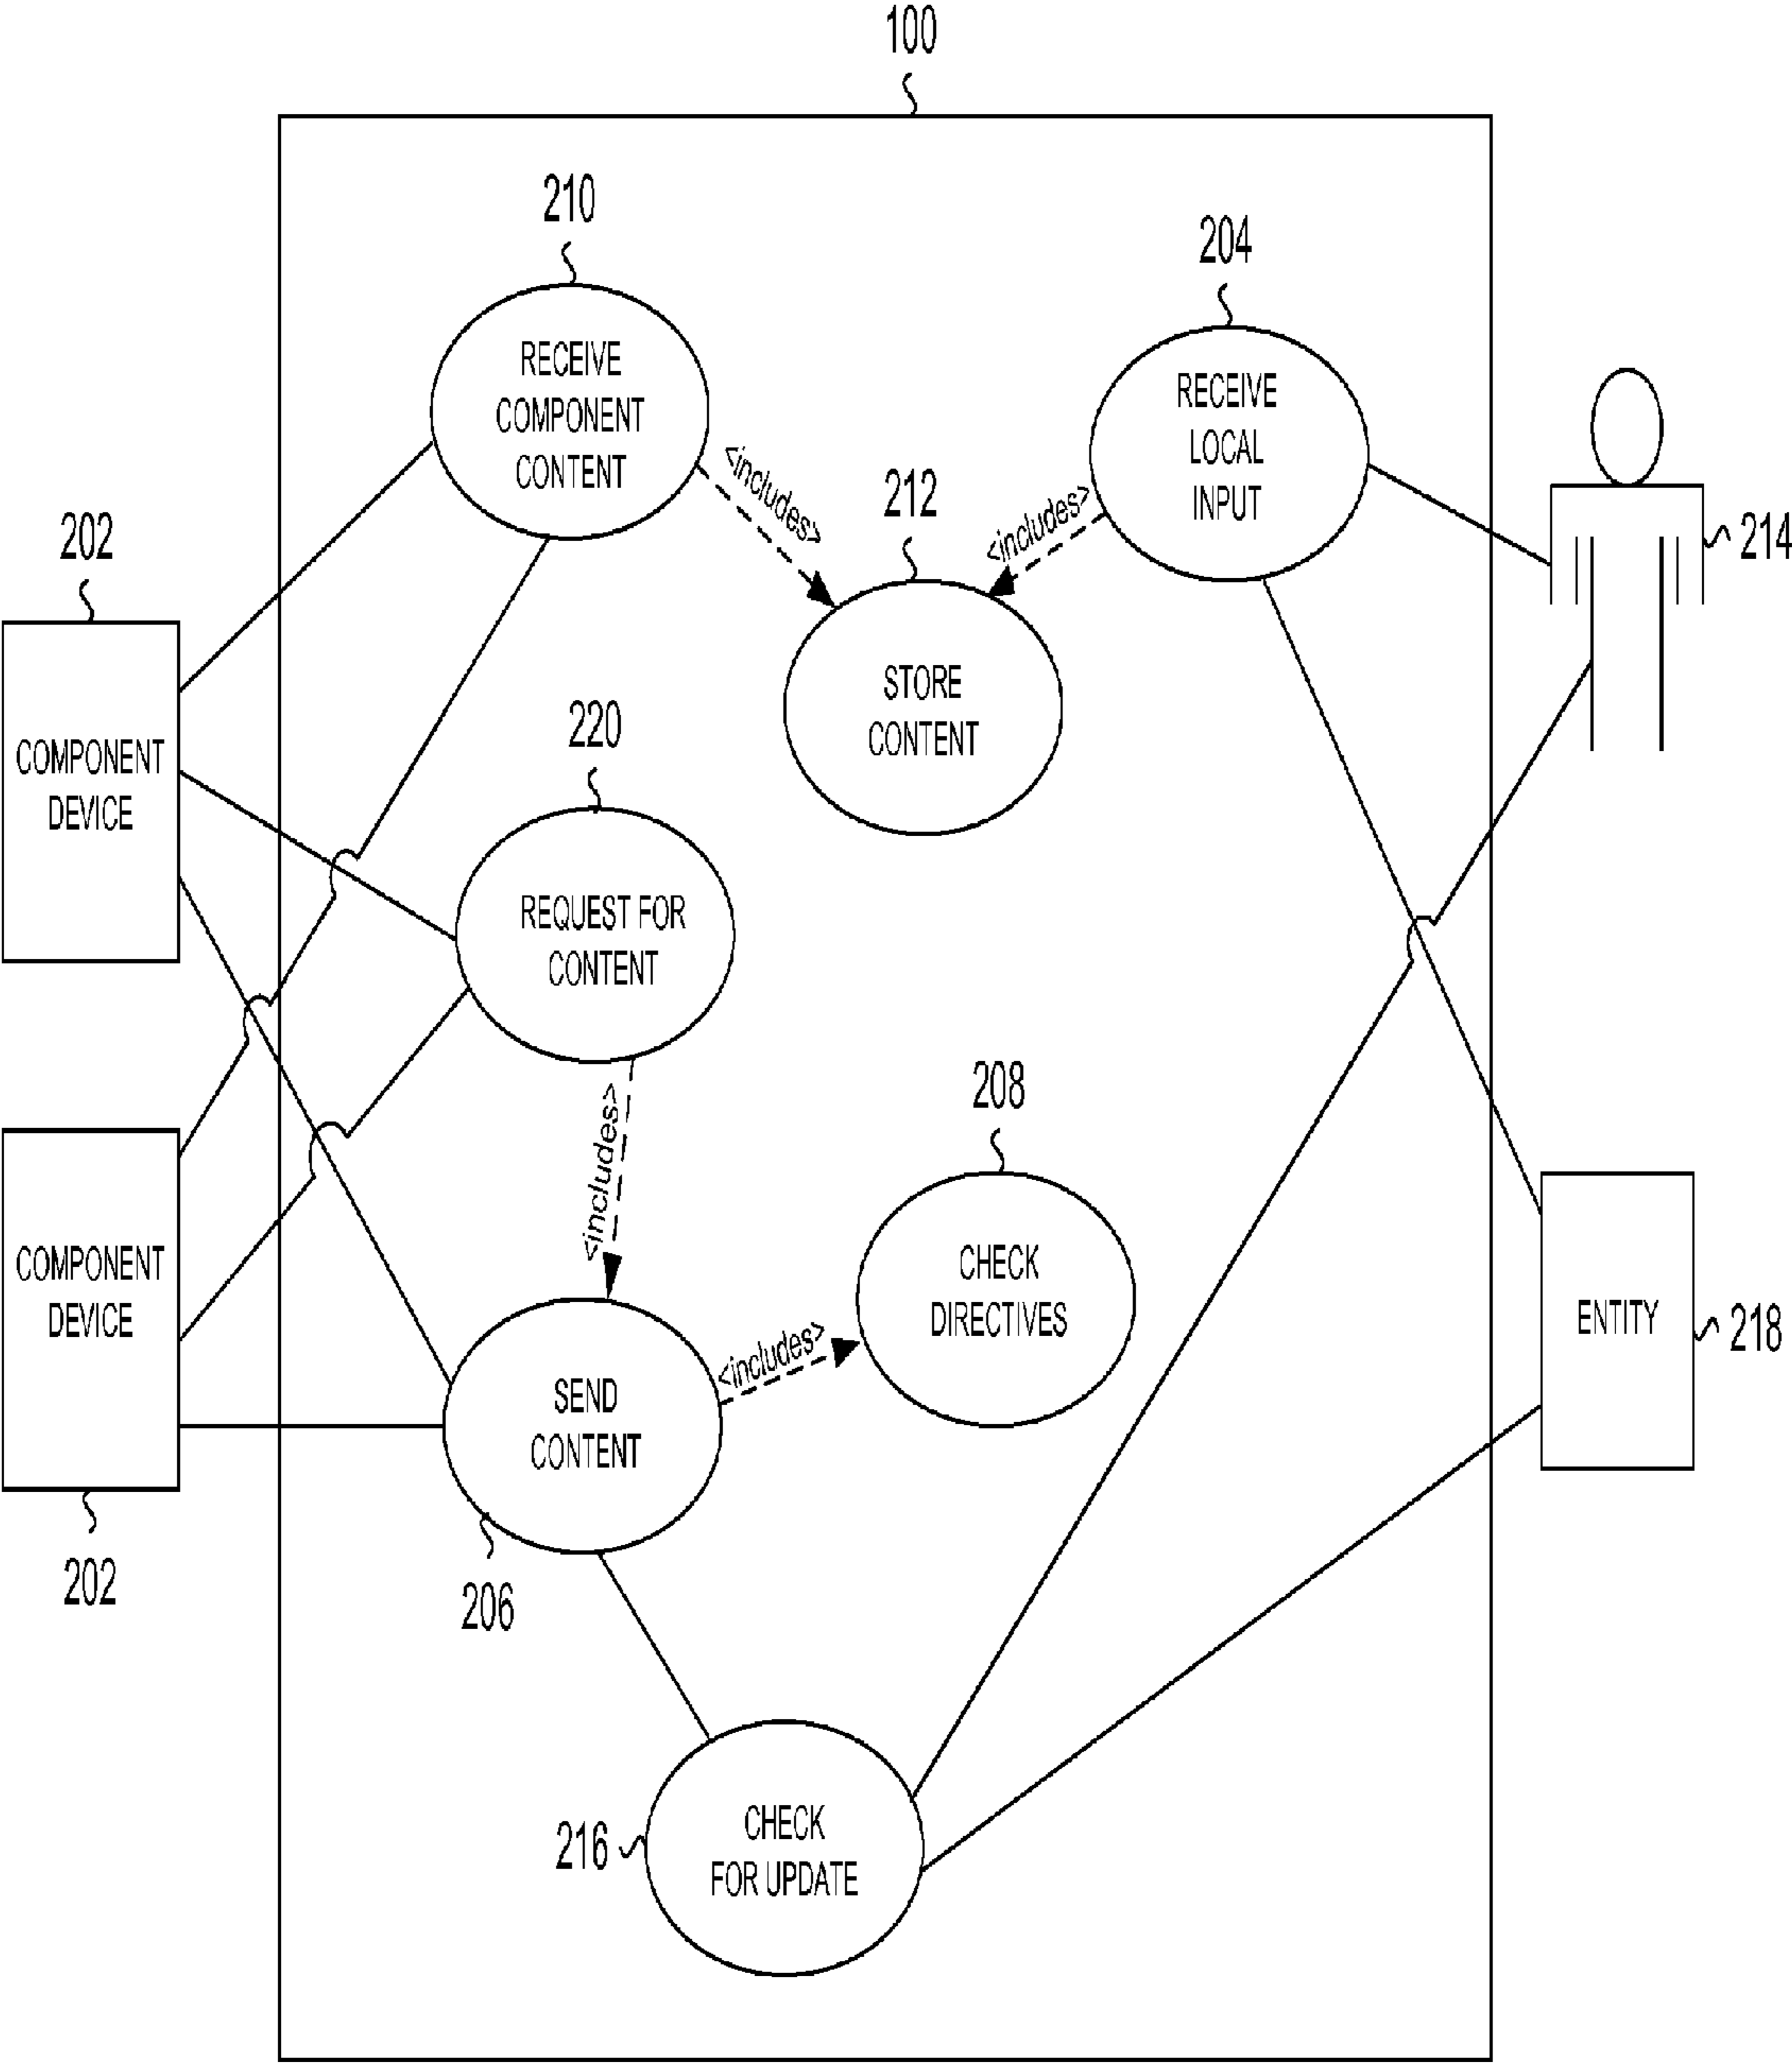 100
210
RECEIVE
COMPONENT
CONTENT
204
RECEIVE
LOCAL
INPUT
<includes>
<includes>
212
STORE
CONTENT
214
202
COMPONENT
DEVICE
220
REQUEST FOR
CONTENT
<includes>
208
CHECK
DIRECTIVES
COMPONENT
DEVICE
202
<includes>
SEND
CONTENT
206
ENTITY
218
216
CHECK
FOR UPDATE